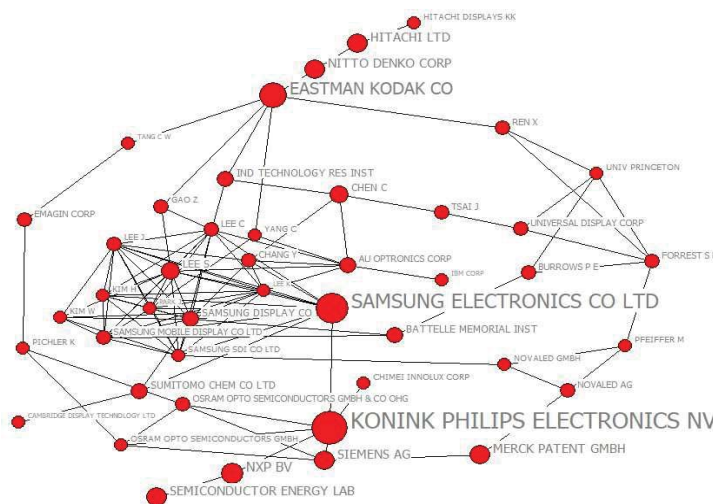 HITACHI DISPLAYS KK
HITACHI LTD
NITTO DENKO CORP
EASTMAN KODAK CO
REN X
TANG C W
UNIV PRINCETON
IND TECHNOLOGY RES INST
CHEN C
GAO Z
TSAI J
EMAGIN CORP
UNIVERSAL DISPLAY CORP
LEE C
YANG C
LEE J
CHANG Y
AU OPTRONICS CORP
FORREST S
LEE S
BURROWS P E
IBM CORP
KIM H
LEE K
PARK J
SAMSUNG ELECTRONICS CO LTD
KIM W
SAMSUNG DISPLAY CO
SAMSUNG MOBILE DISPLAY CO LTD
BATTELLE MEMORIAL INST
PICHLER K
SAMSUNG SDI CO LTD
PFEIFFER M
NOVALED GMBH
CHIMEI INNOLUX CORP
SUMITOMO CHEM CO LTD
NOVALED AG
OSRAM OPTO SEMICONDUCTORS GMBH & CO OHG
CAMBRIDGE DISPLAY TECHNOLOGY LTD
KONINK PHILIPS ELECTRONICS NV
OSRAM OPTO SEMICONDUCTORS GMBH
MERCK PATENT GMBH
SIEMENS AG
NXP BV
SEMICONDUCTOR ENERGY LAB